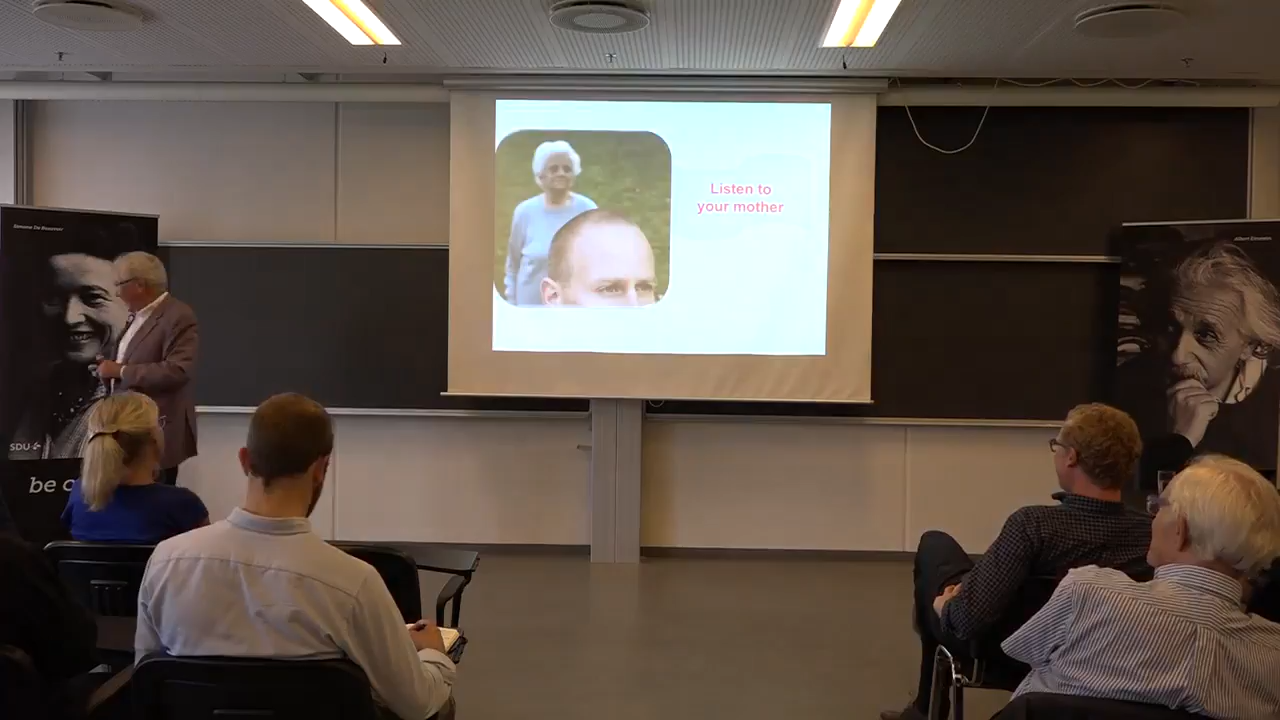 Simone De Beauvoir
Albert Einstein
Listen to
your mother
SDU
be o